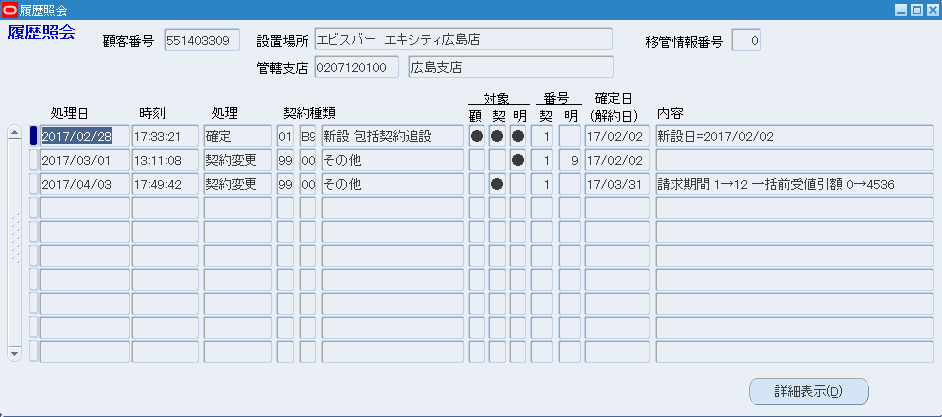 履歴照会
履歴照会
顧客番号 551403309 設置場所 エビスバー エキシティ広島店 移管情報番号 0
管轄支店 0207120100 広島支店
対象 番号 確定日
処理日 時刻 処理 契約種類 顧 契 明 契 明 (解約日) 内容
2017/02/28 17:33:21 確定 01 B9 新設 包括契約追設 ● ● ● 1 17/02/02 新設日=2017/02/02
2017/03/01 13:11:08 契約変更 99 00 その他 ● 1 9 17/02/02
2017/04/03 17:49:42 契約変更 99 00 その他 ● 1 17/03/31 請求期間 1→12 一括前受値引額 0→4536
詳細表示(D)